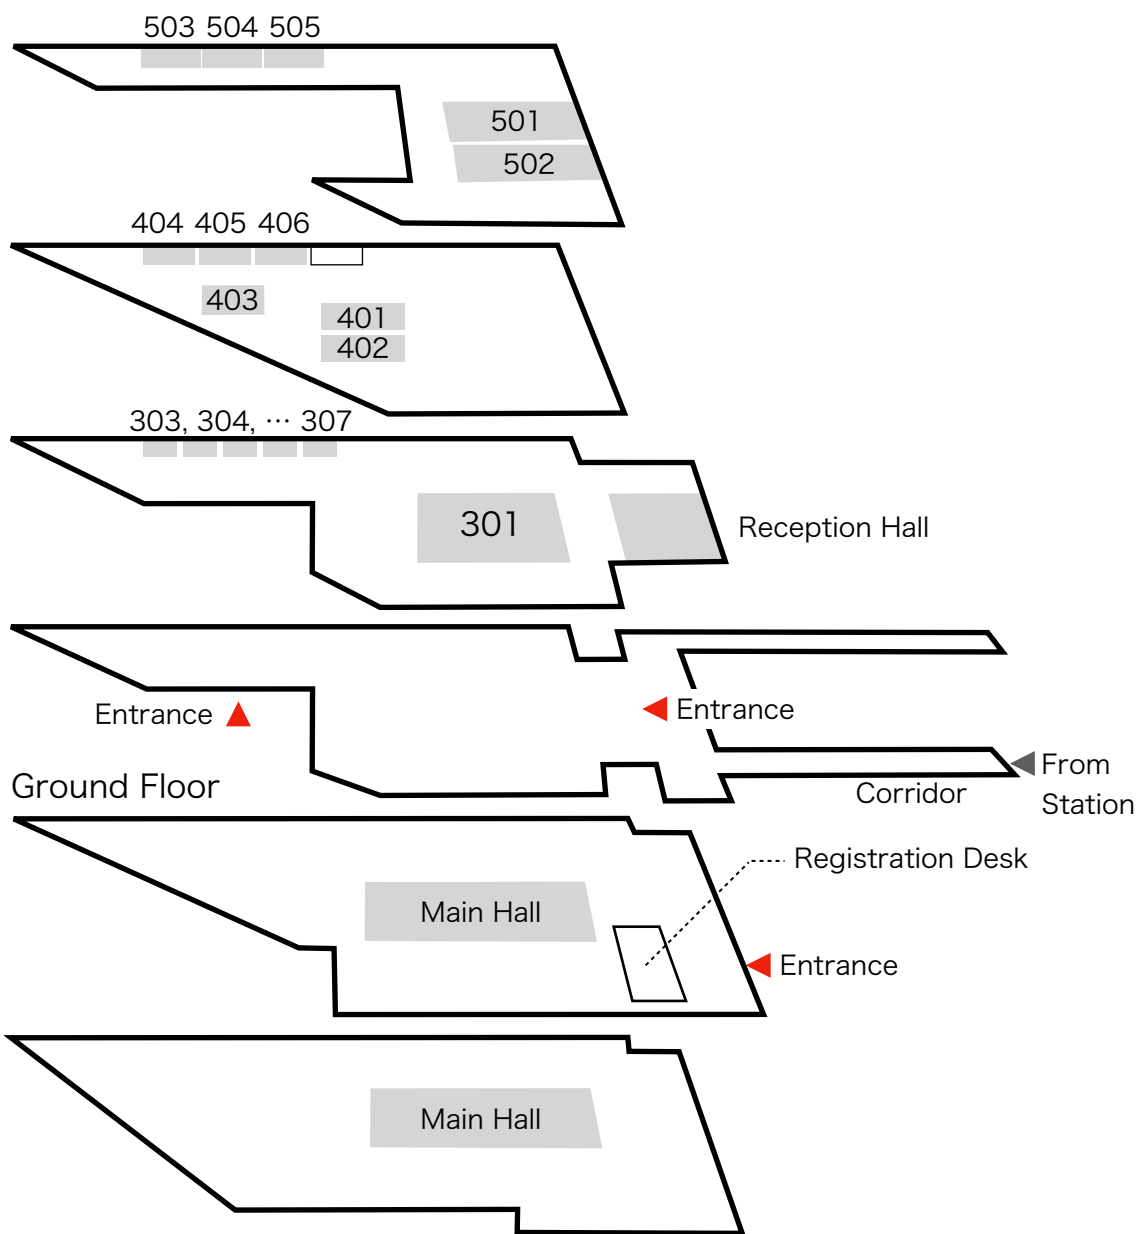 503 504 505
501
502
404 405 406
403
401
402
303, 304, ··· 307
301
Reception Hall
Entrance
Entrance
Ground Floor
From
Station
Corridor
Registration Desk
Main Hall
Entrance
Main Hall